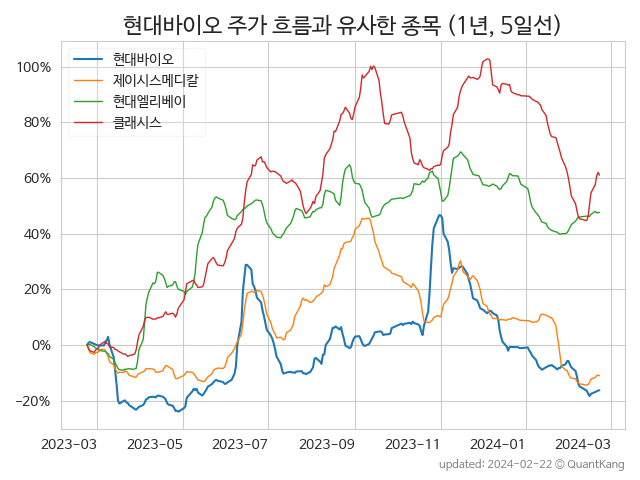 현대바이오 주가 흐름과 유사한 종목 (1년, 5일선)
현대바이오
제이시스메디칼
현대엘리베이
클래시스
100%
80%
60%
40%
20%
0%
−20%
2023-03 2023-05 2023-07 2023-09 2023-11 2024-01 2024-03
updated: 2024-02-22 © QuantKang